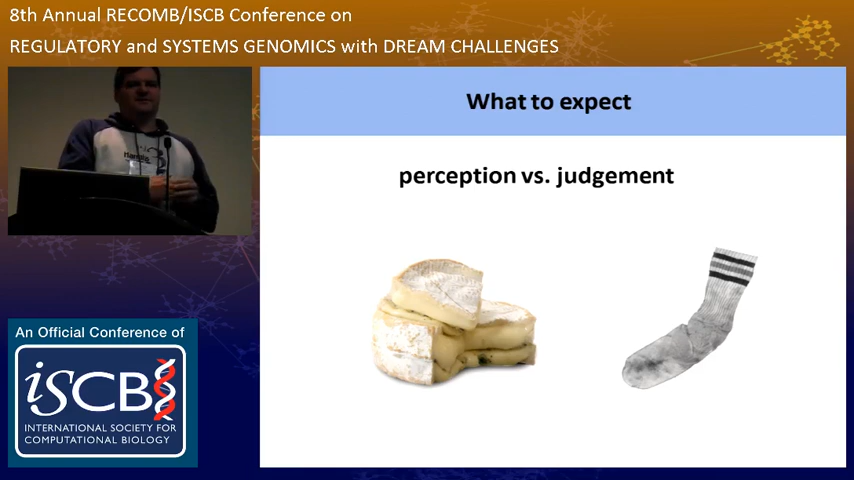 8th Annual RECOMB/ISCB Conference on
REGULATORY and SYSTEMS GENOMICS with DREAM CHALLENGES
What to expect
perception vs. judgement
An Official Conference of
iSCB
INTERNATIONAL SOCIETY FOR
COMPUTATIONAL BIOLOGY